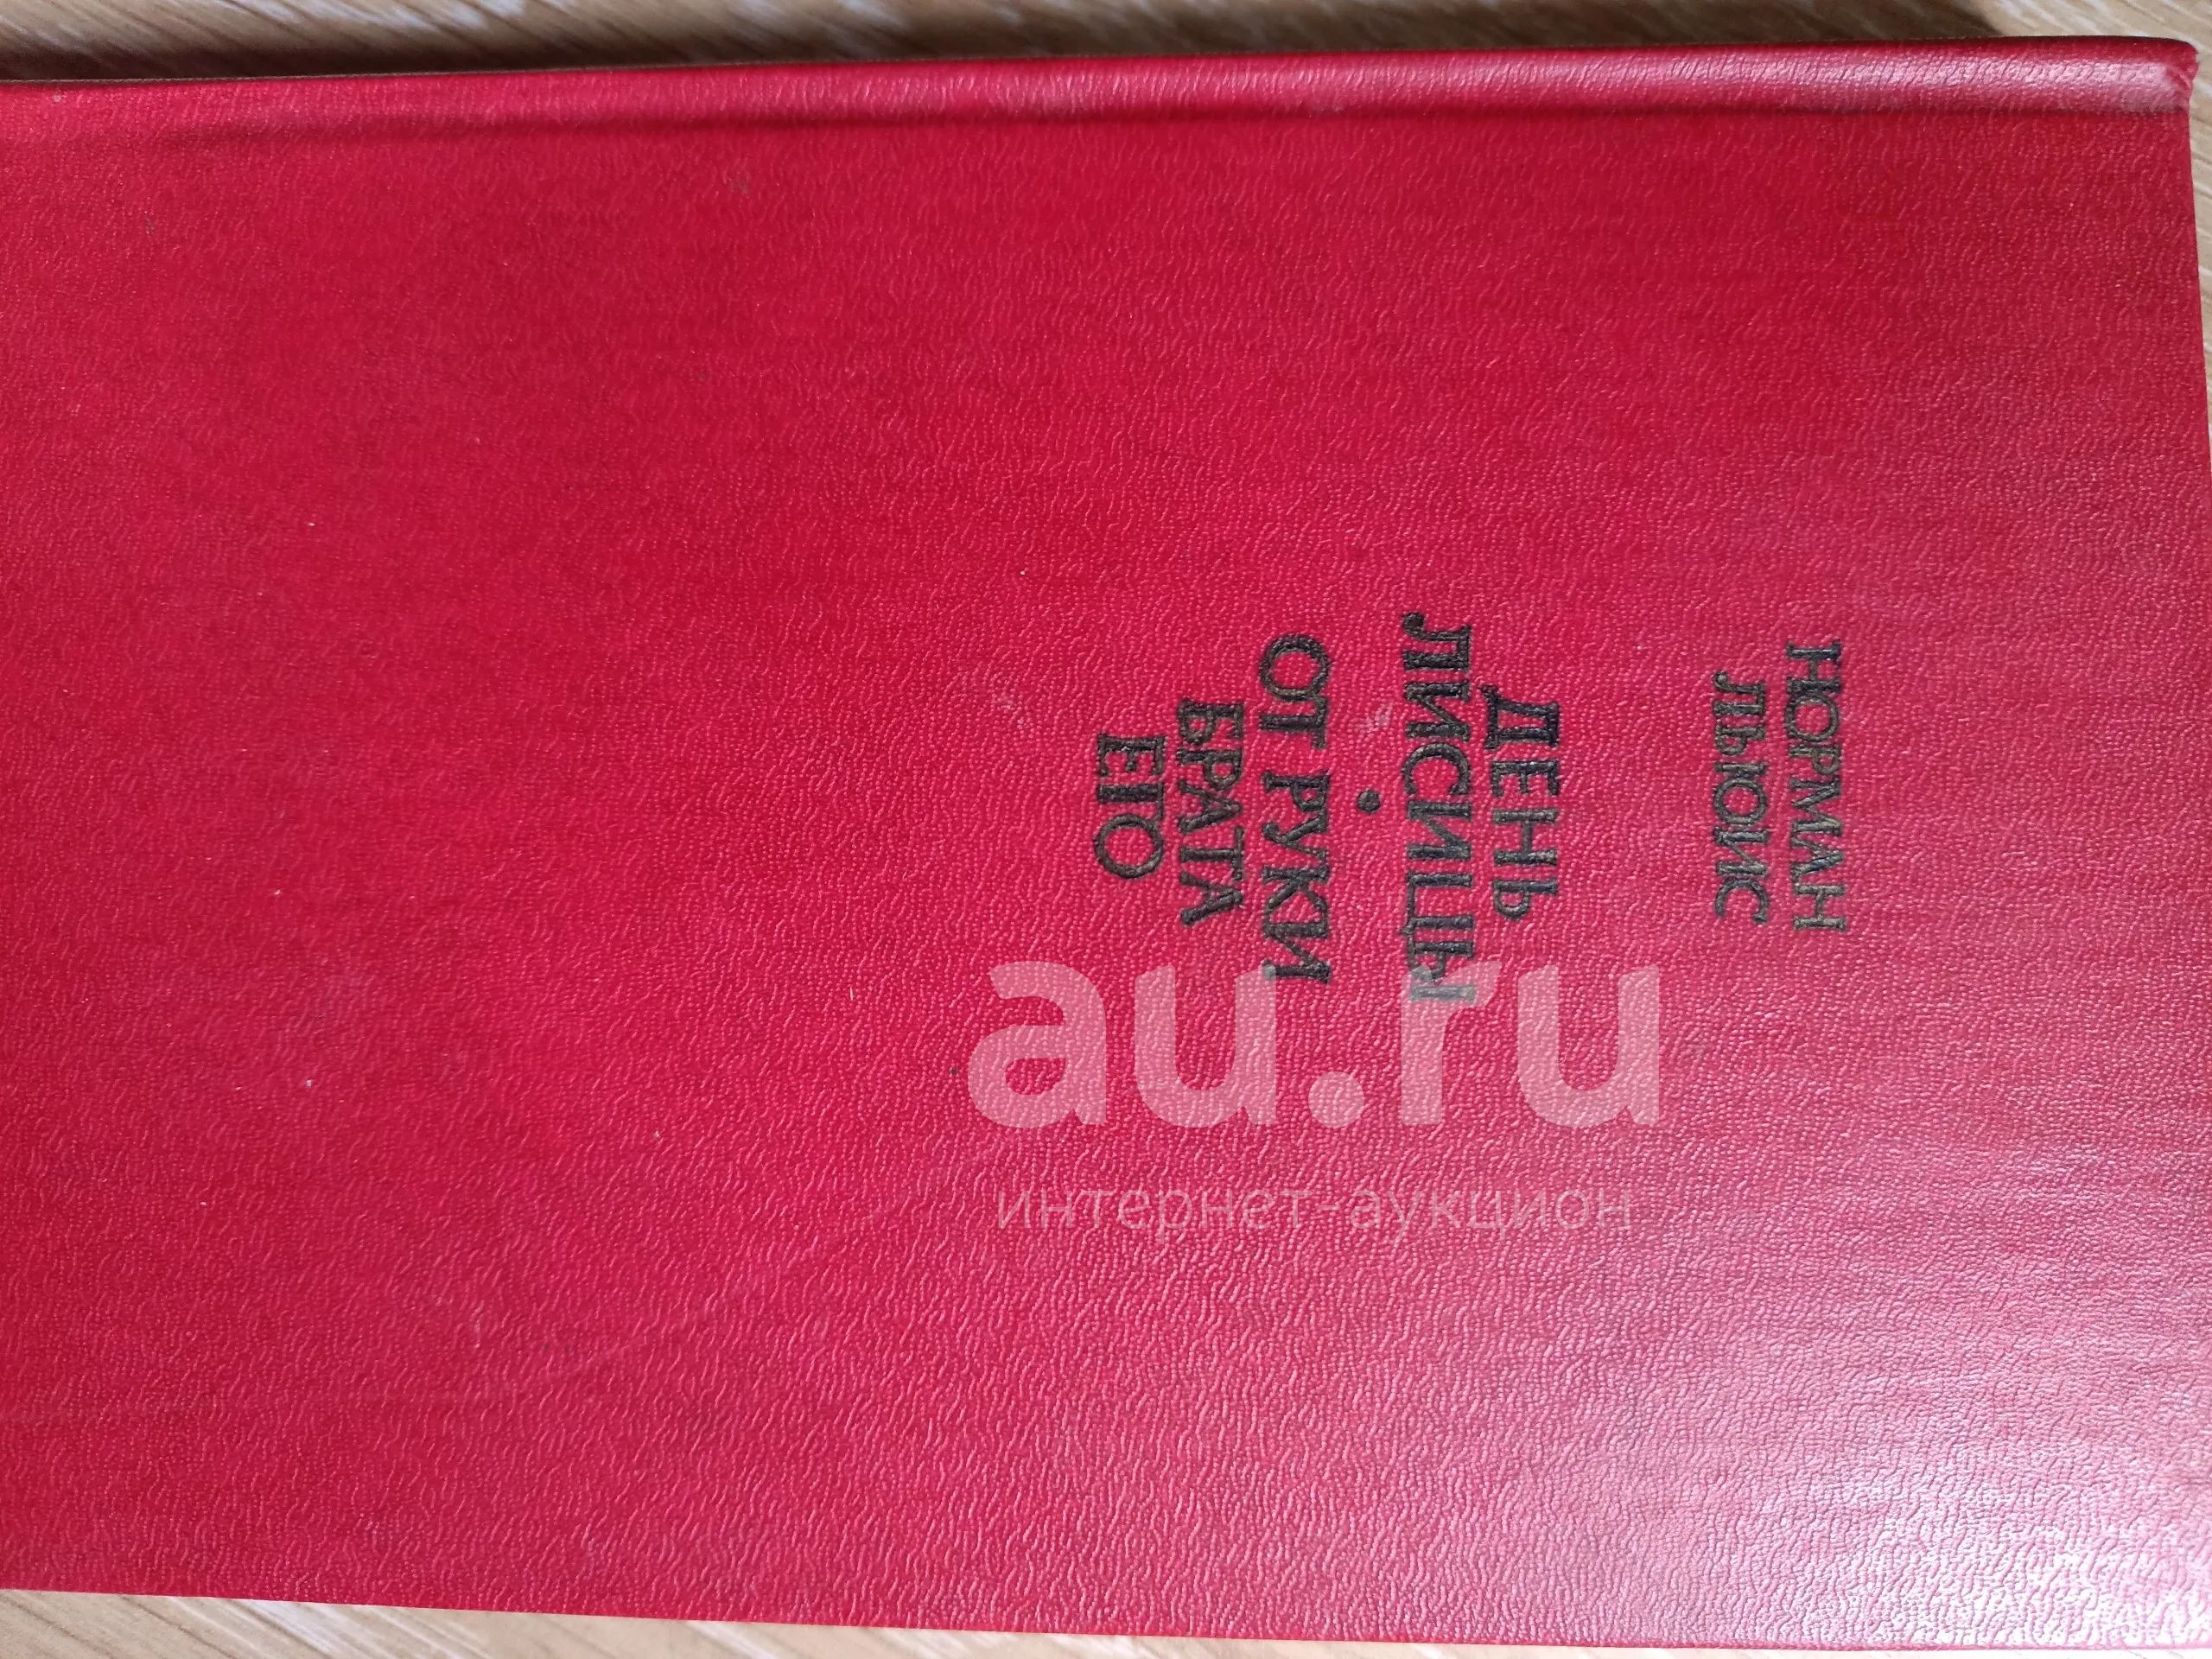 НОРМАН
ЛЬЮИС
ДЕНЬ
ЛИСИЦЫ
•
ОТ РУКИ
БРАТА
ЕГО
au.ru
интернет-аукцион